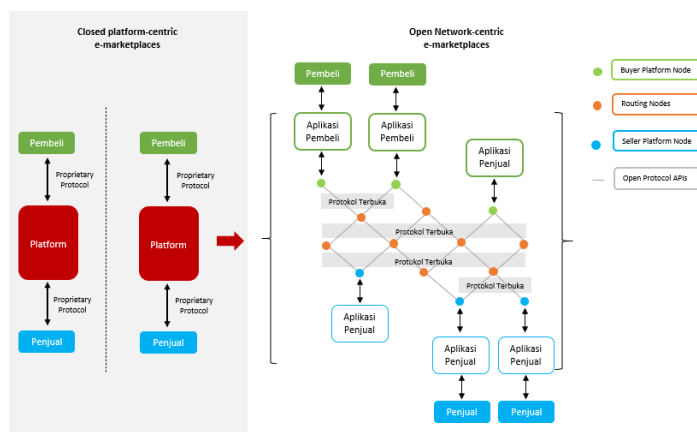 Closed platform-centric
e-marketplaces
Pembeli
Proprietary
Protocol
Platform
Proprietary
Protocol
Penjual
Pembeli
Proprietary
Protocol
Platform
Proprietary
Protocol
Penjual
Open Network-centric
e-marketplaces
Pembeli
Pembeli
Aplikasi
Pembeli
Aplikasi
Pembeli
Aplikasi
Penjual
Protokol Terbuka
Protokol Terbuka
Protokol Terbuka
Protokol Terbuka
Aplikasi
Penjual
Aplikasi
Penjual
Aplikasi
Penjual
Penjual
Penjual
Buyer Platform Node
Routing Nodes
Seller Platform Node
Open Protocol APIs